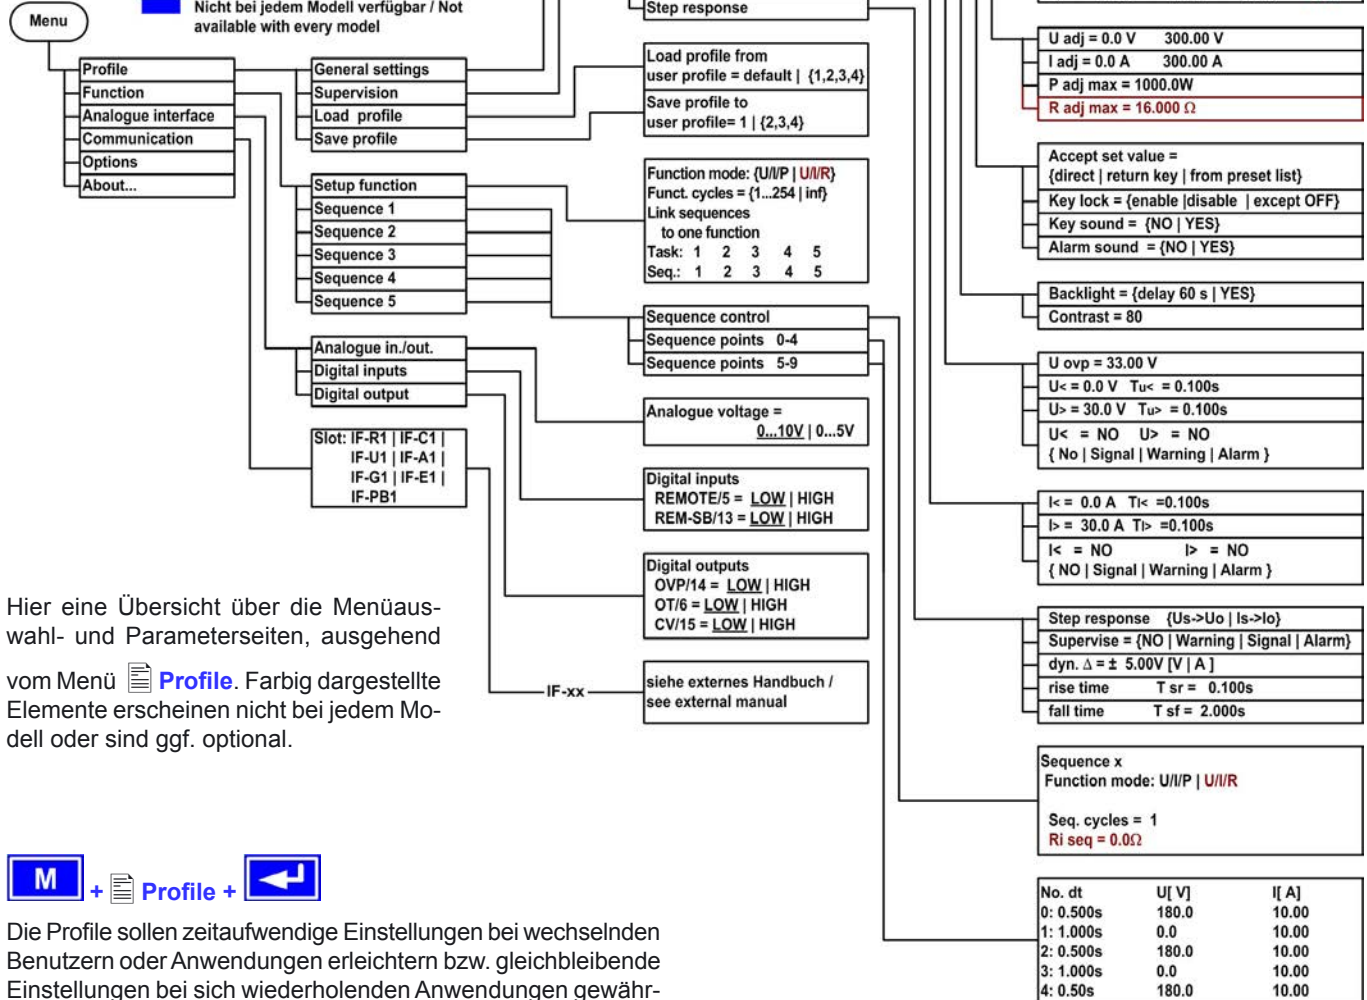 Nicht bei jedem Modell verfügbar / Not
available with every model
Menu
Profile
Function
Analogue interface
Communication
Options
About...
General settings
Supervision
Load profile
Save profile
Setup function
Sequence 1
Sequence 2
Sequence 3
Sequence 4
Sequence 5
Analogue in./out.
Digital inputs
Digital output
Slot: IF-R1 | IF-C1 |
IF-U1 | IF-A1 |
IF-G1 | IF-E1 |
IF-PB1
Step response
Load profile from
user profile = default | {1,2,3,4}
Save profile to
user profile= 1 | {2,3,4}
Function mode: {U/I/P | U/I/R}
Funct. cycles = {1...254 | inf}
Link sequences
to one function
Task: 1 2 3 4 5
Seq.: 1 2 3 4 5
Sequence control
Sequence points 0-4
Sequence points 5-9
Analogue voltage =
0...10V | 0...5V
Digital inputs
REMOTE/5 = LOW | HIGH
REM-SB/13 = LOW | HIGH
Digital outputs
OVP/14 = LOW | HIGH
OT/6 = LOW | HIGH
CV/15 = LOW | HIGH
IF-xx
siehe externes Handbuch /
see external manual
U adj = 0.0 V 300.00 V
I adj = 0.0 A 300.00 A
P adj max = 1000.0W
R adj max = 16.000 Ω
Accept set value =
{direct | return key | from preset list}
Key lock = {enable |disable | except OFF}
Key sound = {NO | YES}
Alarm sound = {NO | YES}
Backlight = {delay 60 s | YES}
Contrast = 80
U ovp = 33.00 V
U< = 0.0 V Tu< = 0.100s
U> = 30.0 V Tu> = 0.100s
U< = NO U> = NO
{ No | Signal | Warning | Alarm }
I< = 0.0 A TI< =0.100s
I> = 30.0 A TI> =0.100s
I< = NO I> = NO
{ NO | Signal | Warning | Alarm }
Step response {Us->Uo | Is->Io}
Supervise = {NO | Warning | Signal | Alarm}
dyn. Δ = ± 5.00V [V | A ]
rise time T sr = 0.100s
fall time T sf = 2.000s
Sequence x
Function mode: U/I/P | U/I/R
Seq. cycles = 1
Ri seq = 0.0Ω
No. dt U[ V] I[ A]
0: 0.500s 180.0 10.00
1: 1.000s 0.0 10.00
2: 0.500s 180.0 10.00
3: 1.000s 0.0 10.00
4: 0.50s 180.0 10.00
Hier eine Übersicht über die Menüaus-
wahl- und Parameterseiten, ausgehend
vom Menü Profile. Farbig dargestellte
Elemente erscheinen nicht bei jedem Mo-
dell oder sind ggf. optional.
M + Profile +
Die Profile sollen zeitaufwendige Einstellungen bei wechselnden
Benutzern oder Anwendungen erleichtern bzw. gleichbleibende
Einstellungen bei sich wiederholenden Anwendungen gewähr-